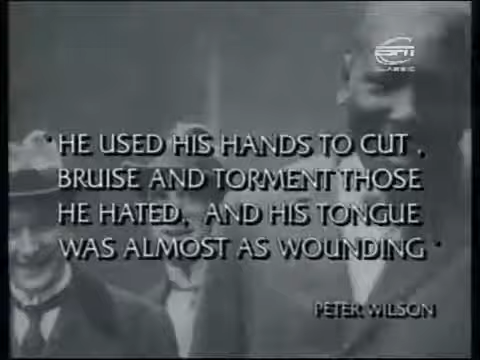 ESPN
CLASSIC
"HE USED HIS HANDS TO CUT,
BRUISE AND TORMENT THOSE
HE HATED, AND HIS TONGUE
WAS ALMOST AS WOUNDING"
PETER WILSON